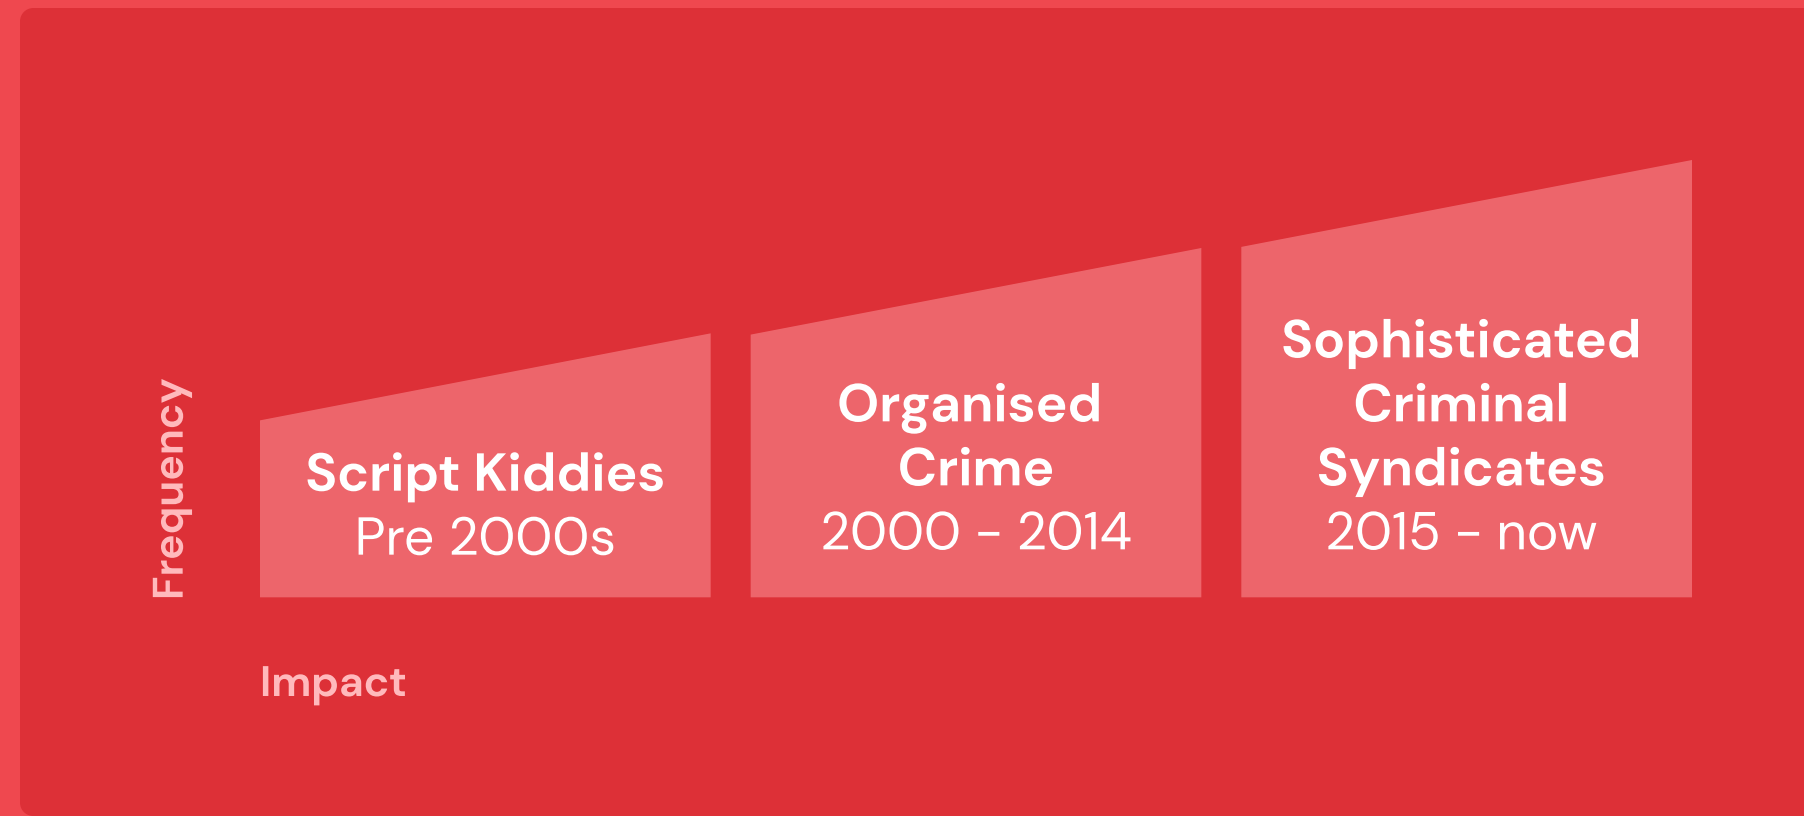 Frequency
Script Kiddies
Pre 2000s
Organised
Crime
2000 - 2014
Sophisticated
Criminal
Syndicates
2015 - now
Impact